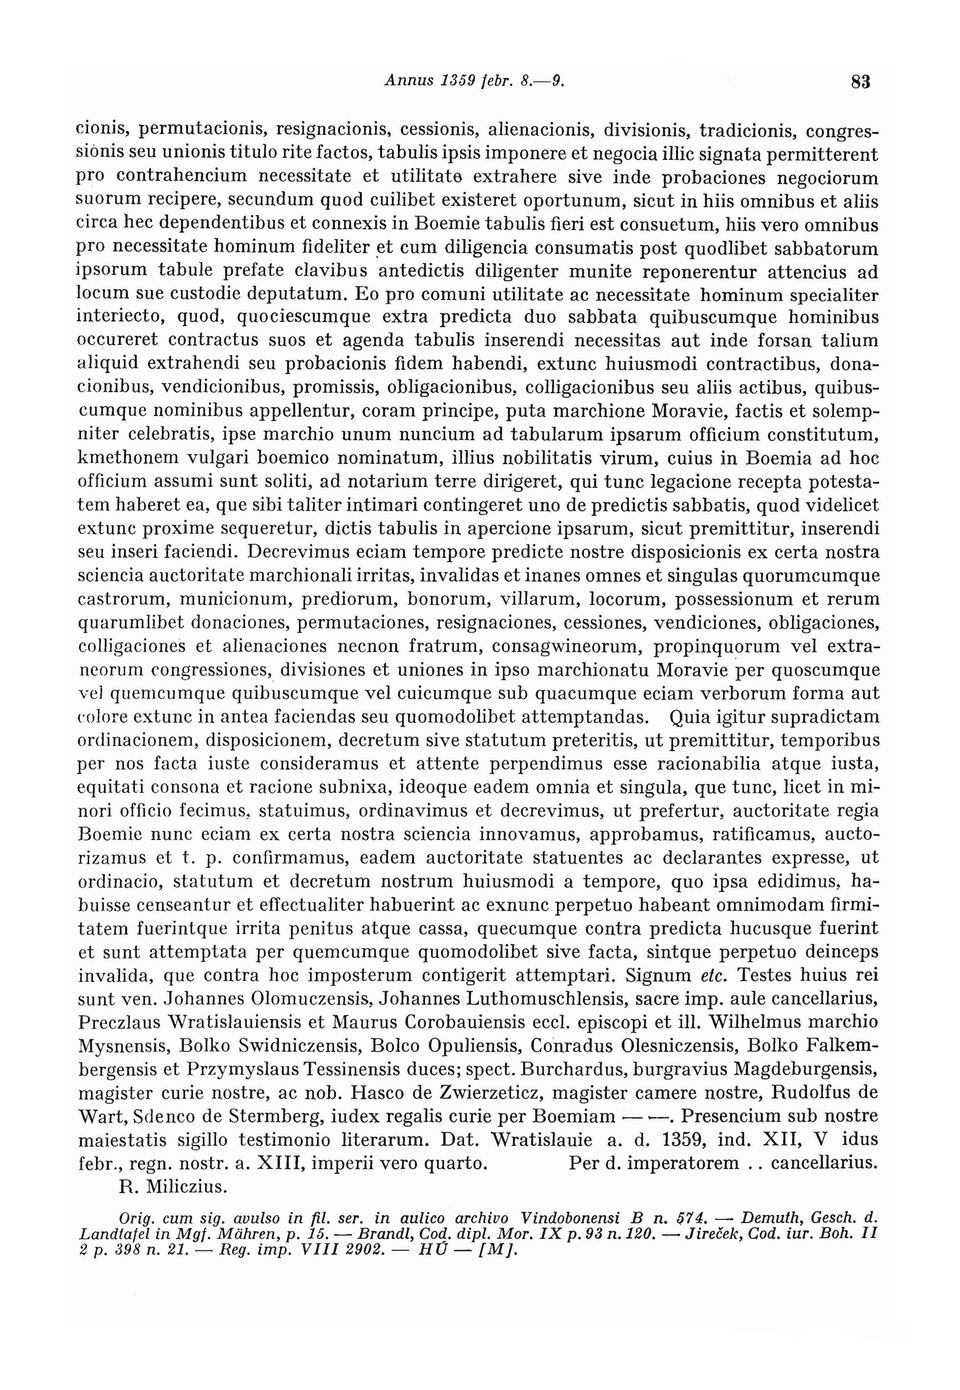 Annus 1359 febr. 8.—9. 83
cionis, permutacionis, resignacionis, cessionis, alienacionis, divisionis, tradicionis, congres-
sionis seu unionis titulo rite factos, tabulis ipsis imponere et negocia illic signata permitterent
pro contrahencium necessitate et utilitate extrahere sive inde probaciones negociorum
suorum recipere, secundum quod cuilibet existeret oportunum, sicut in hiis omnibus et aliis
circa hec dependentibus et connexis in Boemie tabulis fieri est consuetum, hiis vero omnibus
pro necessitate hominum fideliter et cum diligencia consumatis post quodlibet sabbatorum
ipsorum tabule prefate clavibus antedictis diligenter munite reponerentur attencius ad
locum sue custodie deputatum. Eo pro comuni utilitate ac necessitate hominum specialiter
interiecto, quod, quociescumque extra predicta duo sabbata quibuscumque hominibus
occureret contractus suos et agenda tabulis inserendi necessitas aut inde forsan talium
aliquid extrahendi seu probacionis fidem habendi, extunc huiusmodi contractibus, dona-
cionibus, vendicionibus, promissis, obligacionibus, colligacionibus seu aliis actibus, quibus-
cumque nominibus appellentur, coram principe, puta marchione Moravie, factis et solemp-
niter celebratis, ipse marchio unum nuncium ad tabularum ipsarum officium constitutum,
kmethonem vulgari boemico nominatum, illius nobilitatis virum, cuius in Boemia ad hoc
officium assumi sunt soliti, ad notarium terre dirigeret, qui tunc legacione recepta potesta-
tem haberet ea, que sibi taliter intimari contingeret uno de predictis sabbatis, quod videlicet
extunc proxime sequeretur, dictis tabulis in apercione ipsarum, sicut premittitur, inserendi
seu inseri faciendi. Decrevimus eciam tempore predicte nostre disposicionis ex certa nostra
sciencia auctoritate marchionali irritas, invalidas et inanes omnes et singulas quorumcumque
castrorum, municionum, prediorum, bonorum, villarum, locorum, possessionum et rerum
quarumlibet donaciones, permutaciones, resignaciones, cessiones, vendiciones, obligaciones,
colligaciones et alienaciones necnon fratrum, consagwineorum, propinquorum vel extra-
neorum congressiones, divisiones et uniones in ipso marchionatu Moravie per quoscumque
vel quemcumque quibuscumque vel cuicumque sub quacumque eciam verborum forma aut
colore extunc in antea faciendas seu quomodolibet attemptandas. Quia igitur supradictam
ordinacionem, disposicionem, decretum sive statutum preteritis, ut premittitur, temporibus
per nos facta iuste consideramus et attente perpendimus esse racionabilia atque iusta,
equitati consona et racione subnixa, ideoque eadem omnia et singula, que tunc, licet in mi-
nori officio fecimus, statuimus, ordinavimus et decrevimus, ut prefertur, auctoritate regia
Boemie nunc eciam ex certa nostra sciencia innovamus, approbamus, ratificamus, aucto-
rizamus et t. p. confirmamus, eadem auctoritate statuentes ac declarantes expresse, ut
ordinacio, statutum et decretum nostrum huiusmodi a tempore, quo ipsa edidimus, ha-
buisse censeantur et effectualiter habuerint ac exnunc perpetuo habeant omnimodam firmi-
tatem fuerintque irrita penitus atque cassa, quecumque contra predicta hucusque fuerint
et sunt attemptata per quemcumque quomodolibet sive facta, sintque perpetuo deinceps
invalida, que contra hoc imposterum contigerit attemptari. Signum etc. Testes huius rei
sunt ven. Johannes Olomuczensis, Johannes Luthomuschlensis, sacre imp. aule cancellarius,
Preczlaus Wratislauiensis et Maurus Corobauiensis eccl. episcopi et ill. Wilhelmus marchio
Mysnensis, Bolko Swidniczensis, Bolco Opuliensis, Conradus Olesniczensis, Bolko Falkem-
bergensis et Przymyslaus Tessinensis duces; spect. Burchardus, burgravius Magdeburgensis,
magister curie nostre, ac nob. Hasco de Zwierzeticz, magister camere nostre, Rudolfus de
Wart, Sdenco de Stermberg, iudex regalis curie per Boemiam — —. Presencium sub nostre
maiestatis sigillo testimonio literarum. Dat. Wratislauie a. d. 1359, ind. XII, V idus
febr., regn. nostr. a. XIII, imperii vero quarto. Per d. imperatorem . . cancellarius.
R. Miliczius.
Orig. cum sig. avulso in fil. ser. in aulico archivo Vindobonensi B n. 574. — Demuth, Gesch. d.
Landtafel in Mgf. Mähren, p. 15. — Brandl, Cod. dipl. Mor. IX p. 93 n. 120. — Jireček, Cod. iur. Boh. II
2 p. 398 n. 21. — Reg. imp. VIII 2902. — HÚ — [M].